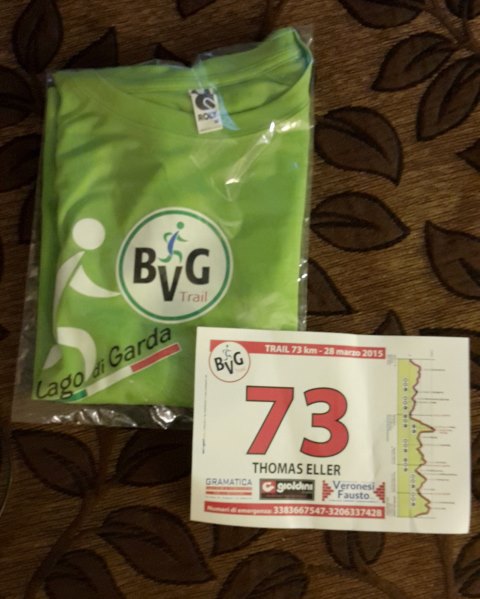 ROLY
BVG
Trail
Lago di Garda
TRAIL 73 km - 28 marzo 2015
BVG
73
THOMAS ELLER
GRAMATICA
gioldini
Veronesi
Fausto
Numeri di emergenza: 3383667547-3206337428